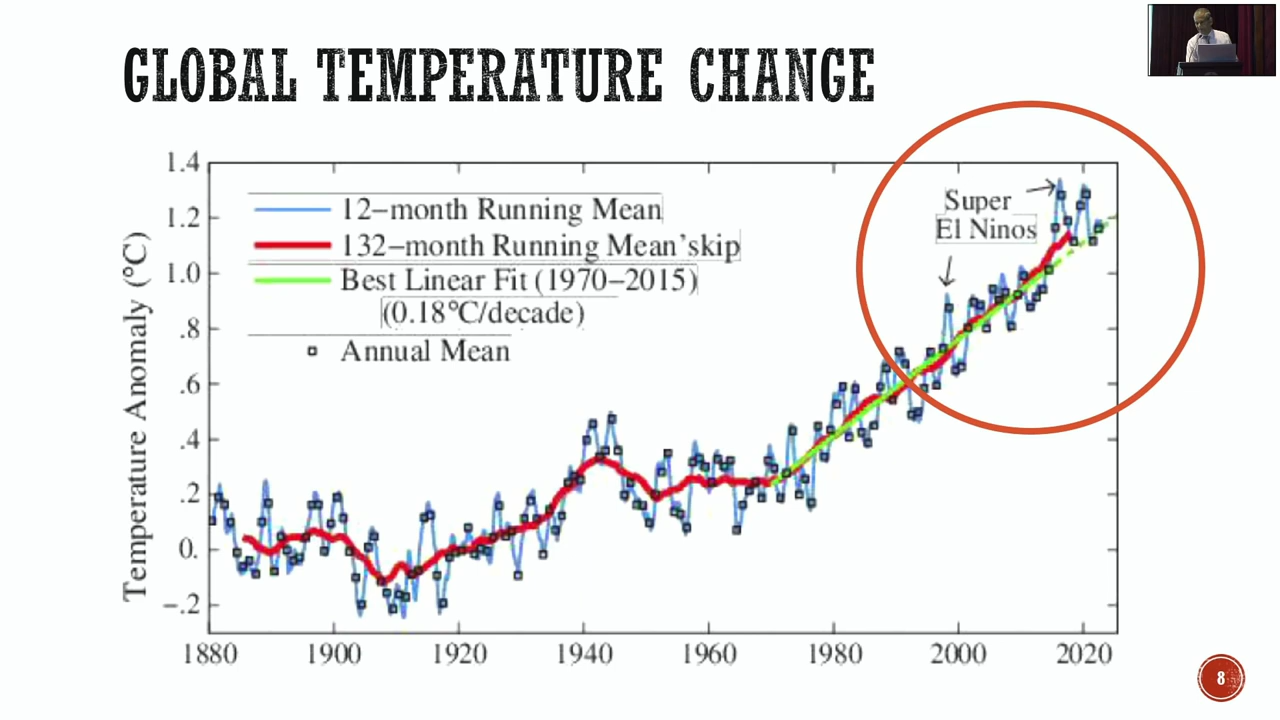 GLOBAL TEMPERATURE CHANGE
1.4
1.2
1.0
.8
.6
.4
.2
0.
−.2
Temperature Anomaly (°C)
12−month Running Mean
132−month Running Mean'skip
Best Linear Fit (1970−2015)
(0.18°C/decade)
Annual Mean
Super
El Ninos
1880
1900
1920
1940
1960
1980
2000
2020
8